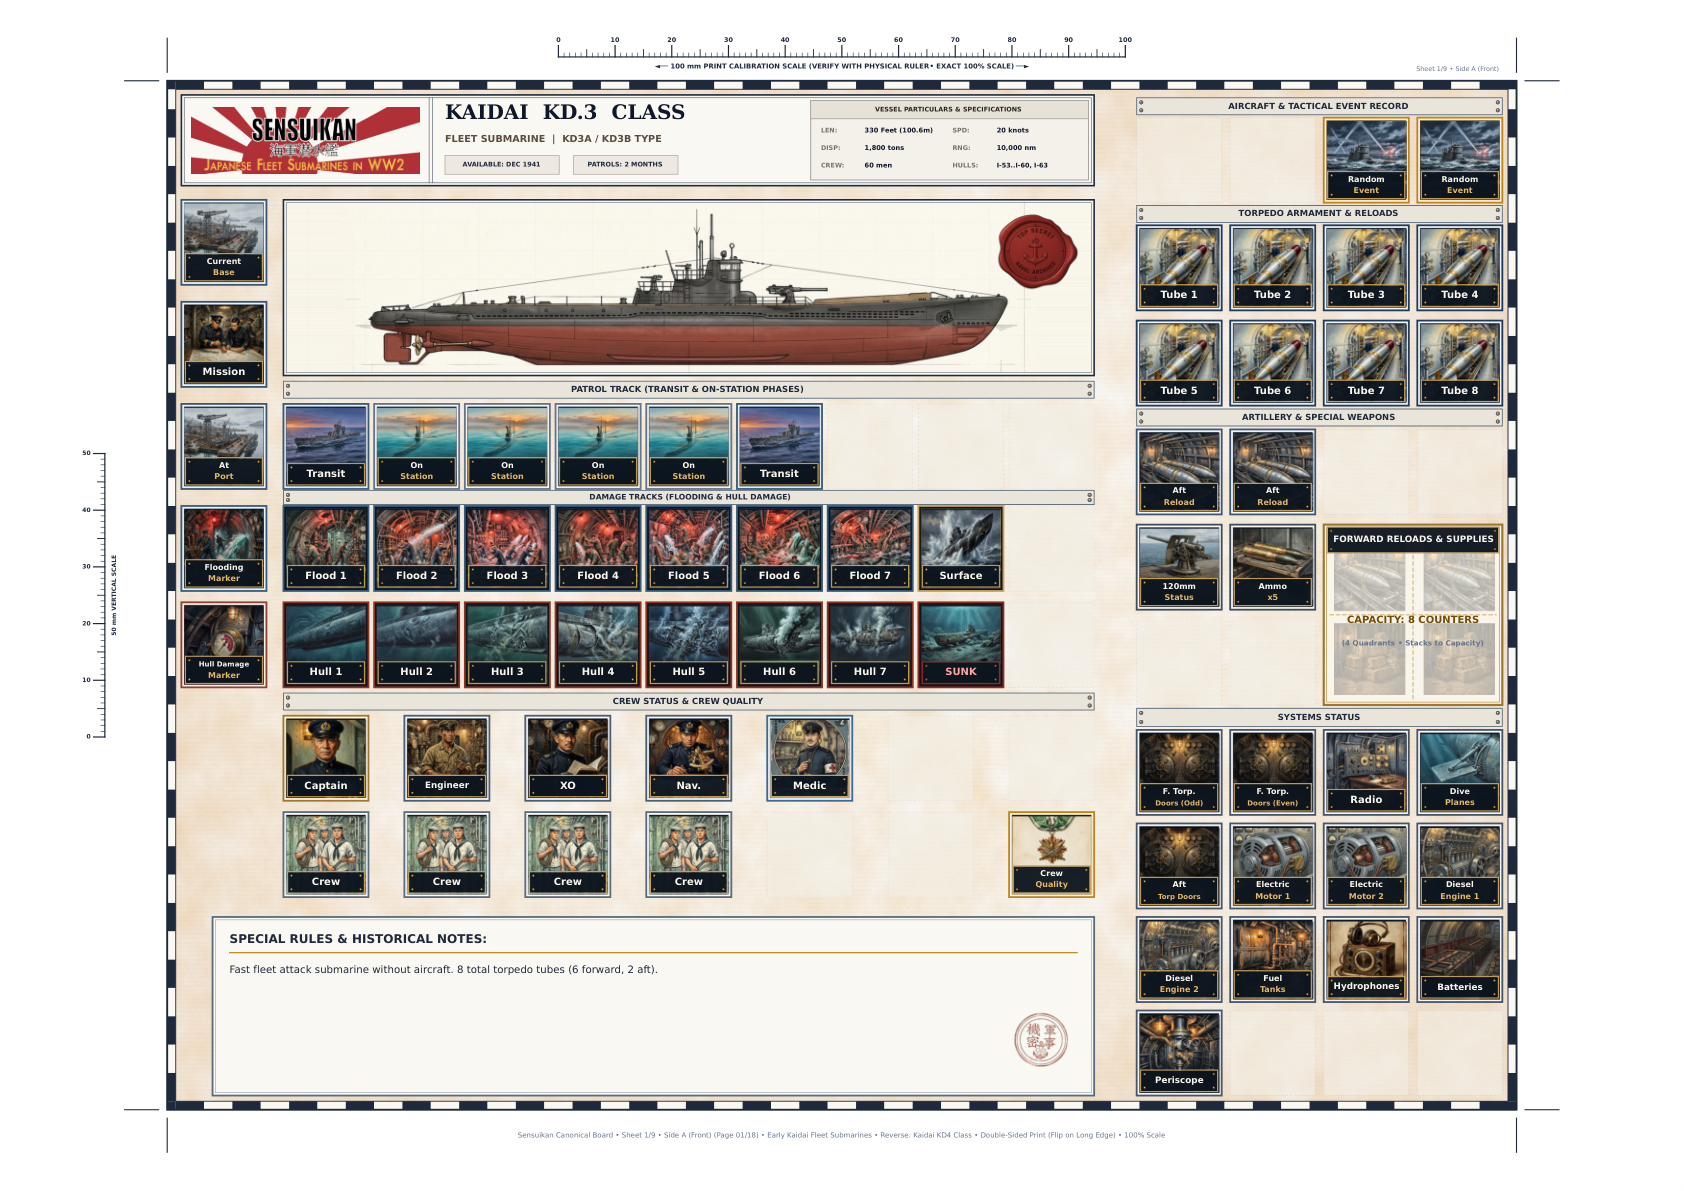 0 10 20 30 40 50 60 70 80 90 100
100 mm PRINT CALIBRATION SCALE (VERIFY WITH PHYSICAL RULER• EXACT 100% SCALE)
Sheet 1/9 • Side A (Front)
SENSUIKAN
海軍潜水艦
JAPANESE FLEET SUBMARINES IN WW2
KAIDAI KD.3 CLASS
FLEET SUBMARINE | KD3A / KD3B TYPE
AVAILABLE: DEC 1941
PATROLS: 2 MONTHS
VESSEL PARTICULARS & SPECIFICATIONS
LEN: 330 Feet (100.6m) SPD: 20 knots
DISP: 1,800 tons RNG: 10,000 nm
CREW: 60 men HULLS: I-53..I-60, I-63
Current
Base
Mission
TOP SECRET
NAVAL ARCHIVES
PATROL TRACK (TRANSIT & ON-STATION PHASES)
At
Port
Transit
On
Station
On
Station
On
Station
On
Station
Transit
DAMAGE TRACKS (FLOODING & HULL DAMAGE)
Flooding
Marker
Flood 1
Flood 2
Flood 3
Flood 4
Flood 5
Flood 6
Flood 7
Surface
Hull Damage
Marker
Hull 1
Hull 2
Hull 3
Hull 4
Hull 5
Hull 6
Hull 7
SUNK
CREW STATUS & CREW QUALITY
Captain
Engineer
XO
Nav.
Medic
Crew
Crew
Crew
Crew
Crew
Quality
SPECIAL RULES & HISTORICAL NOTES:
Fast fleet attack submarine without aircraft. 8 total torpedo tubes (6 forward, 2 aft).
機密 軍事
AIRCRAFT & TACTICAL EVENT RECORD
Random
Event
Random
Event
TORPEDO ARMAMENT & RELOADS
Tube 1
Tube 2
Tube 3
Tube 4
Tube 5
Tube 6
Tube 7
Tube 8
ARTILLERY & SPECIAL WEAPONS
Aft
Reload
Aft
Reload
120mm
Status
Ammo
x5
FORWARD RELOADS & SUPPLIES
CAPACITY: 8 COUNTERS
(4 Quadrants • Stacks to Capacity)
SYSTEMS STATUS
F. Torp.
Doors (Odd)
F. Torp.
Doors (Even)
Radio
Dive
Planes
Aft
Torp Doors
Electric
Motor 1
Electric
Motor 2
Diesel
Engine 1
Diesel
Engine 2
Fuel
Tanks
Hydrophones
Batteries
Periscope
50
40
30
20
10
0
50 mm VERTICAL SCALE
Sensuikan Canonical Board • Sheet 1/9 • Side A (Front) (Page 01/18) • Early Kaidai Fleet Submarines • Reverse: Kaidai KD4 Class • Double-Sided Print (Flip on Long Edge) • 100% Scale